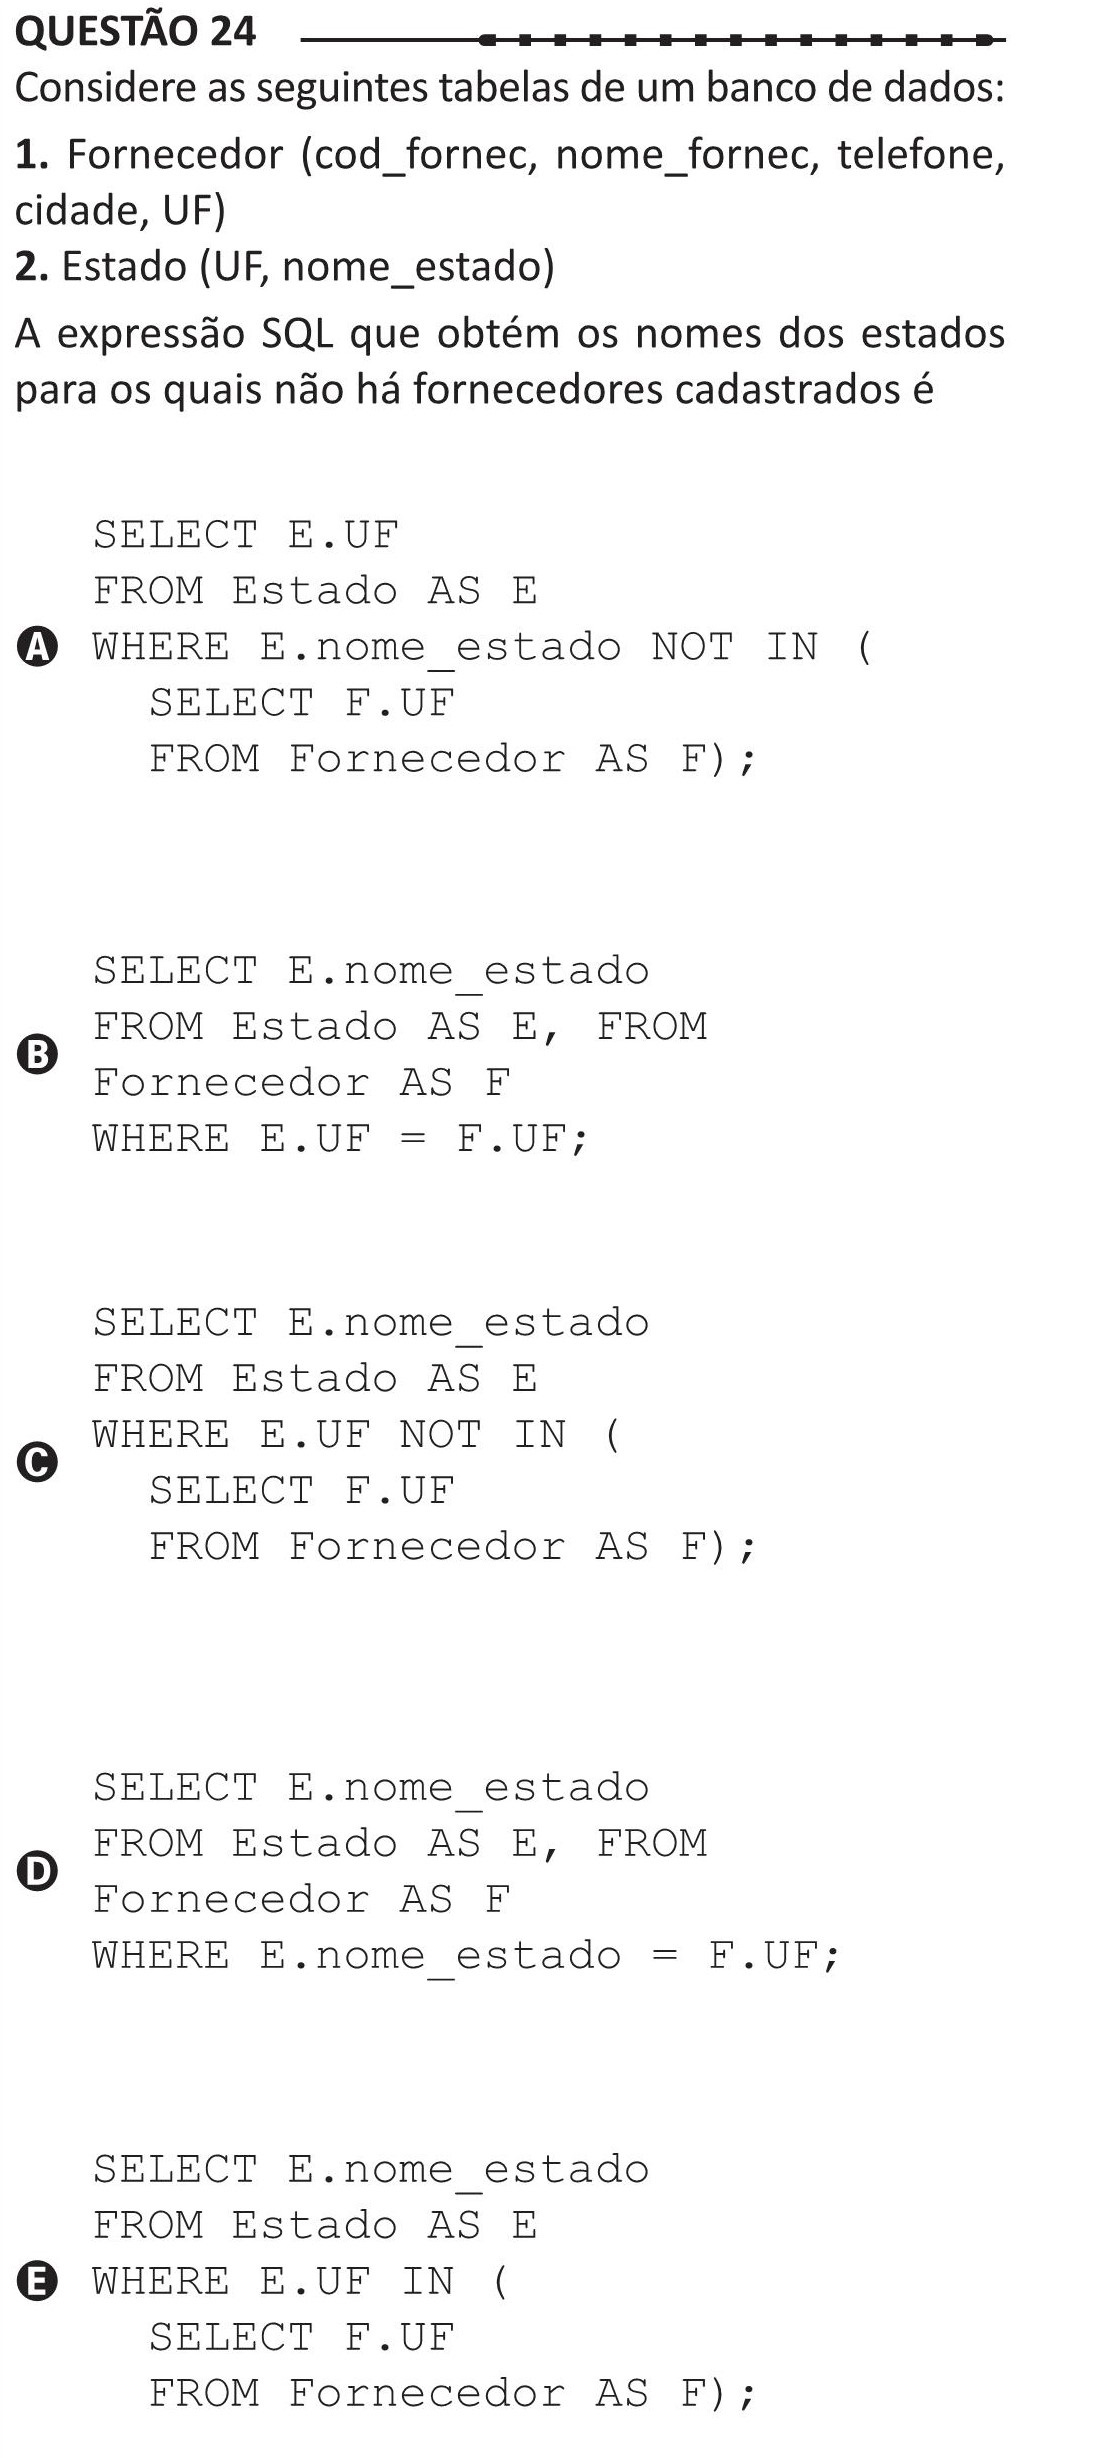 QUESTÃO 24
Considere as seguintes tabelas de um banco de dados:
1. Fornecedor (cod_fornec, nome_fornec, telefone,
cidade, UF)
2. Estado (UF, nome_estado)
A expressão SQL que obtém os nomes dos estados
para os quais não há fornecedores cadastrados é
A
SELECT E.UF
FROM Estado AS E
WHERE E.nome_estado NOT IN (
SELECT F.UF
FROM Fornecedor AS F);
B
SELECT E.nome_estado
FROM Estado AS E, FROM
Fornecedor AS F
WHERE E.UF = F.UF;
C
SELECT E.nome_estado
FROM Estado AS E
WHERE E.UF NOT IN (
SELECT F.UF
FROM Fornecedor AS F);
D
SELECT E.nome_estado
FROM Estado AS E, FROM
Fornecedor AS F
WHERE E.nome_estado = F.UF;
E
SELECT E.nome_estado
FROM Estado AS E
WHERE E.UF IN (
SELECT F.UF
FROM Fornecedor AS F);